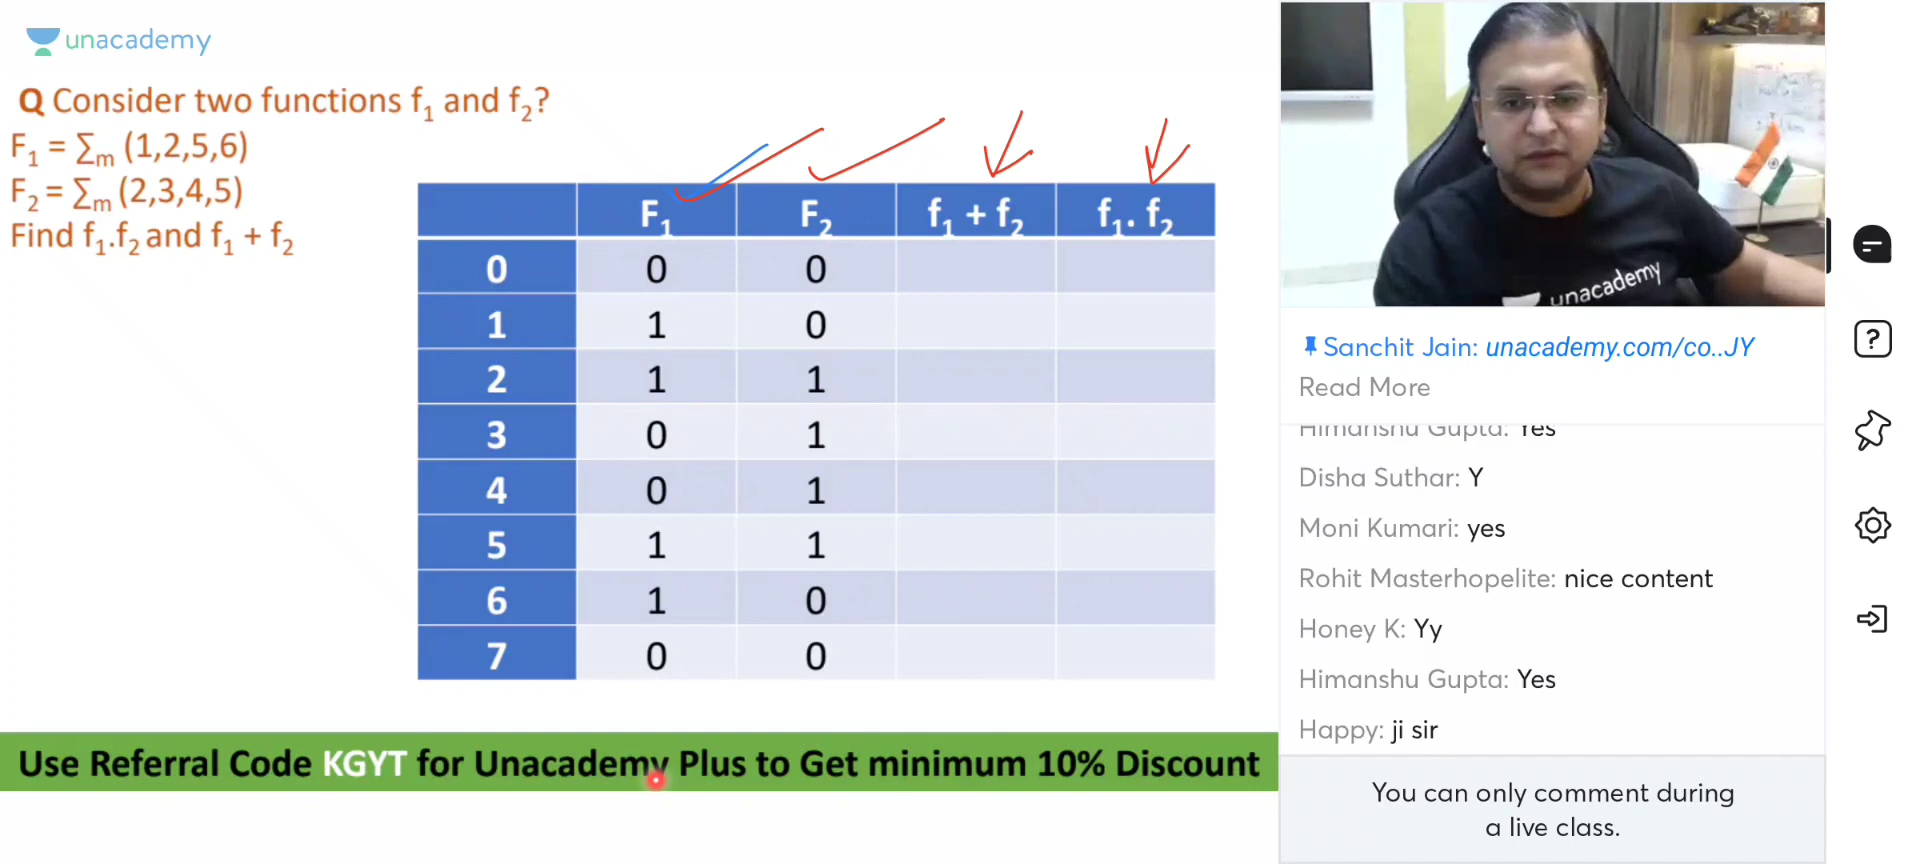 unacademy
Q Consider two functions f1 and f2?
F1 = ∑m (1,2,5,6)
F2 = ∑m (2,3,4,5)
Find f1.f2 and f1 + f2
F1 F2 f1 + f2 f1. f2
0 0 0
1 1 0
2 1 1
3 0 1
4 0 1
5 1 1
6 1 0
7 0 0
Use Referral Code KGYT for Unacademy Plus to Get minimum 10% Discount
unacademy
Sanchit Jain: unacademy.com/co..JY
Read More
Himanshu Gupta: Yes
Disha Suthar: Y
Moni Kumari: yes
Rohit Masterhopelite: nice content
Honey K: Yy
Himanshu Gupta: Yes
Happy: ji sir
You can only comment during
a live class.
?